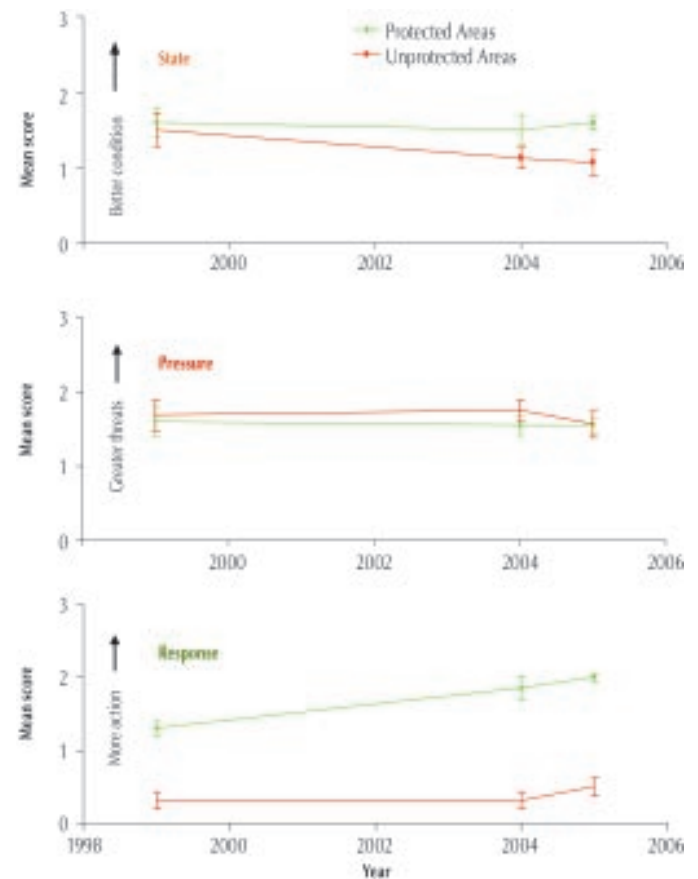 3
Protected Areas
State
Unprotected Areas
2
Mean score
Better condition
1
0
2000
2002
2004
2006
3
Pressure
2
Mean score
Greater threats
1
0
2000
2002
2004
2006
3
Response
2
Mean score
More action
1
0
1998
2000
2002
2004
2006
Year